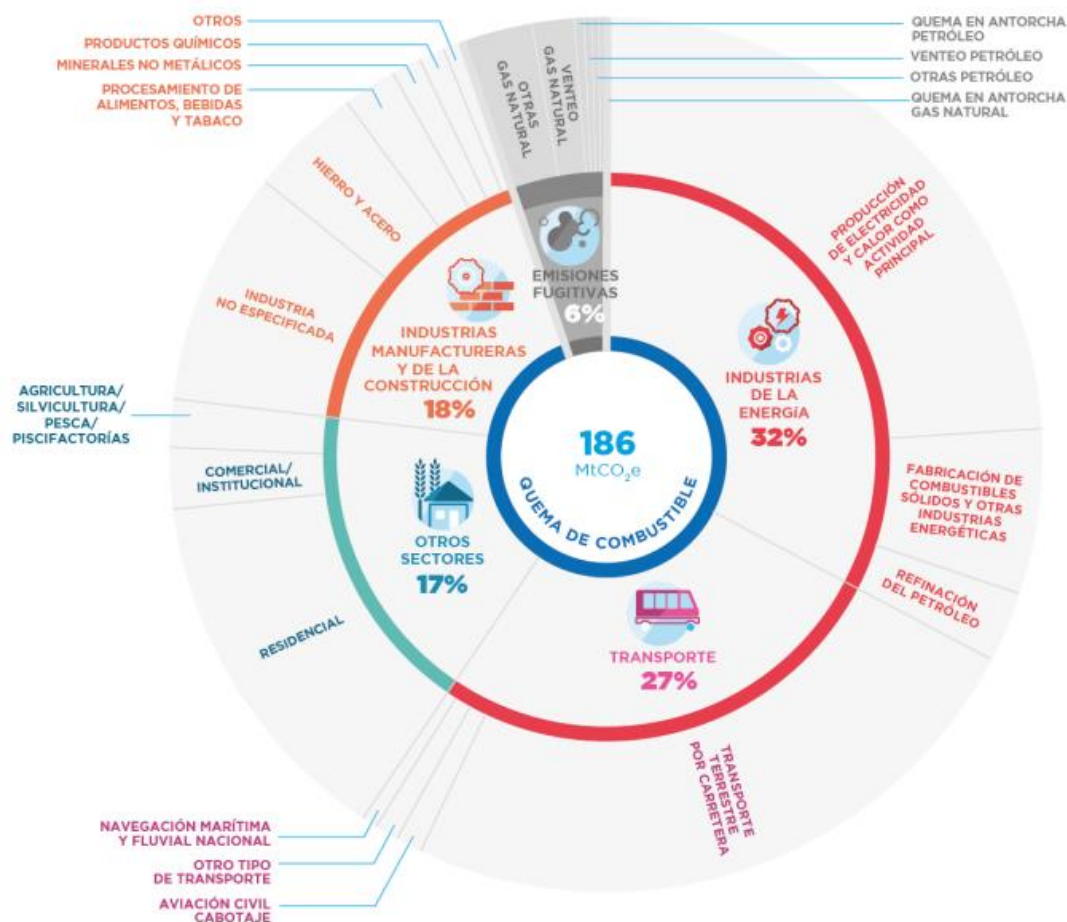 OTROS
PRODUCTOS QUÍMICOS
MINERALES NO METÁLICOS
PROCESAMIENTO DE
ALIMENTOS, BEBIDAS
Y TABACO
HIERRO Y ACERO
INDUSTRIA
NO ESPECIFICADA
AGRICULTURA/
SILVICULTURA/
PESCA/
PISCIFACTORÍAS
COMERCIAL/
INSTITUCIONAL
RESIDENCIAL
NAVEGACIÓN MARÍTIMA
Y FLUVIAL NACIONAL
OTRO TIPO
DE TRANSPORTE
AVIACIÓN CIVIL
CABOTAJE
OTRAS
GAS NATURAL
VENTEO
GAS NATURAL
QUEMA EN ANTORCHA
PETRÓLEO
VENTEO PETRÓLEO
OTRAS PETRÓLEO
QUEMA EN ANTORCHA
GAS NATURAL
PRODUCCIÓN
DE ELECTRICIDAD
Y CALOR COMO
ACTIVIDAD
PRINCIPAL
FABRICACIÓN DE
COMBUSTIBLES
SÓLIDOS Y OTRAS
INDUSTRIAS
ENERGÉTICAS
REFINACIÓN
DEL PETRÓLEO
TRANSPORTE
TERRESTRE
POR CARRETERA
EMISIONES
FUGITIVAS
6%
INDUSTRIAS
MANUFACTURERAS
Y DE LA
CONSTRUCCIÓN
18%
INDUSTRIAS
DE LA
ENERGÍA
32%
OTROS
SECTORES
17%
TRANSPORTE
27%
186
MtCO₂e
QUEMA DE COMBUSTIBLE